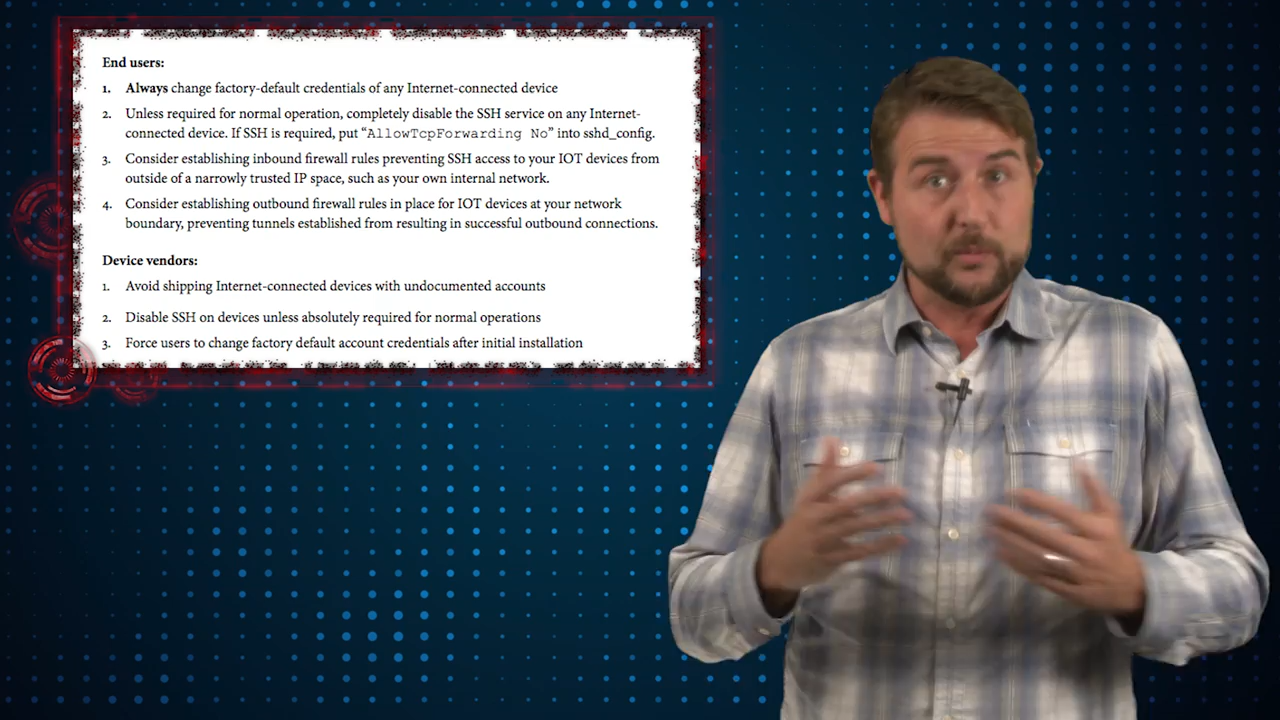 End users:
1. Always change factory-default credentials of any Internet-connected device
2. Unless required for normal operation, completely disable the SSH service on any Internet-
connected device. If SSH is required, put “AllowTcpForwarding No” into sshd_config.
3. Consider establishing inbound firewall rules preventing SSH access to your IOT devices from
outside of a narrowly trusted IP space, such as your own internal network.
4. Consider establishing outbound firewall rules in place for IOT devices at your network
boundary, preventing tunnels established from resulting in successful outbound connections.
Device vendors:
1. Avoid shipping Internet-connected devices with undocumented accounts
2. Disable SSH on devices unless absolutely required for normal operations
3. Force users to change factory default account credentials after initial installation